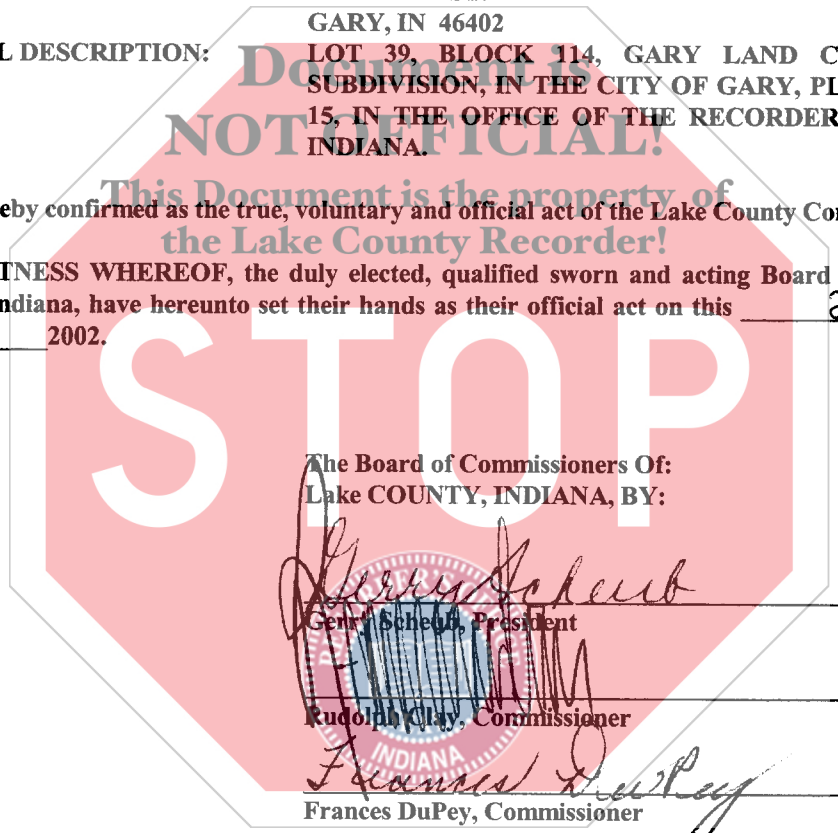 GARY, IN 46402
L DESCRIPTION: LOT 39, BLOCK 114, GARY LAND C
SUBDIVISION, IN THE CITY OF GARY, PL
15, IN THE OFFICE OF THE RECORDER
INDIANA.
Document is
NOT OFFICIAL!
This Document is the property of
the Lake County Recorder!
eby confirmed as the true, voluntary and official act of the Lake County Co
TNESS WHEREOF, the duly elected, qualified sworn and acting Board
ndiana, have hereunto set their hands as their official act on this
2002.
STOP
The Board of Commissioners Of:
Lake COUNTY, INDIANA, BY:
Gerry Scheub
Gerry Scheub, President
Rudolph Clay, Commissioner
INDIANA
Frances DuPey
Frances DuPey, Commissioner